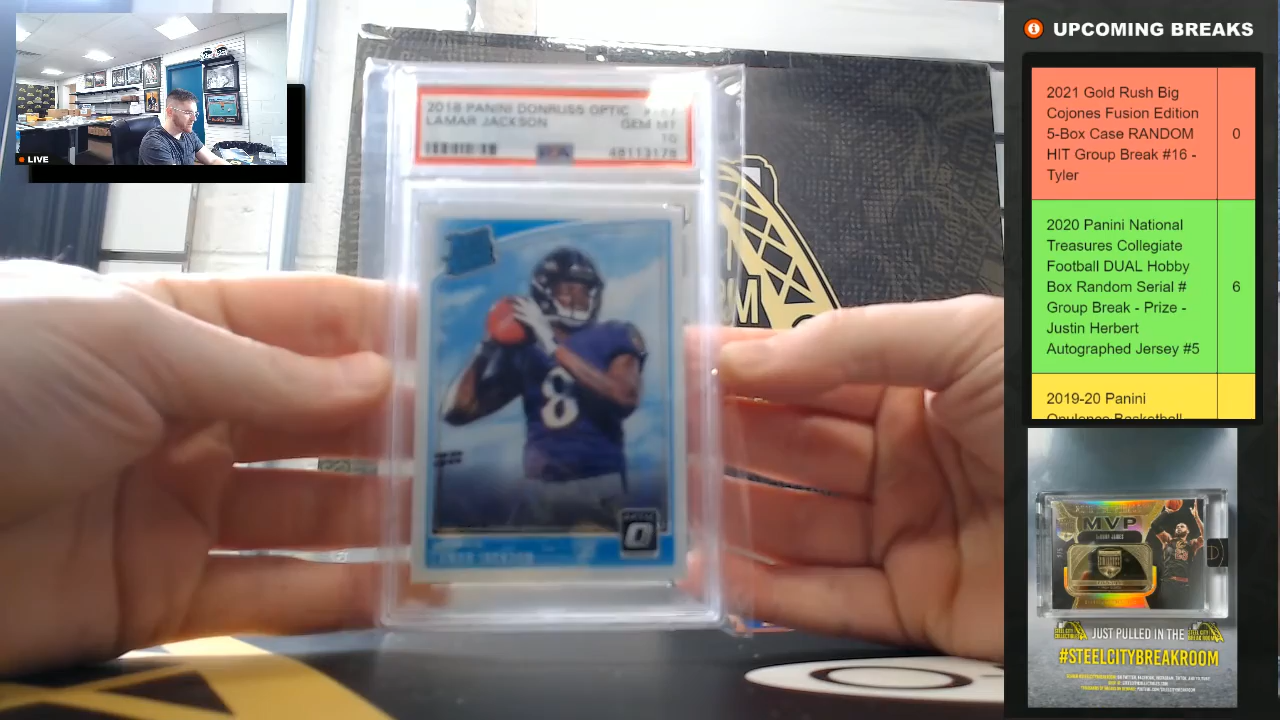 LIVE
2018 PANINI DONRUSS OPTIC
LAMAR JACKSON GEM MT
10
48113178
PSA
8
O
UPCOMING BREAKS
2021 Gold Rush Big
Cojones Fusion Edition
5-Box Case RANDOM
HIT Group Break #16 -
Tyler
0
2020 Panini National
Treasures Collegiate
Football DUAL Hobby
Box Random Serial #
Group Break - Prize -
Justin Herbert
Autographed Jersey #5
6
2019-20 Panini
Opulence Basketball
MVP
JUST PULLED IN THE
#STEELCITYBREAKROOM